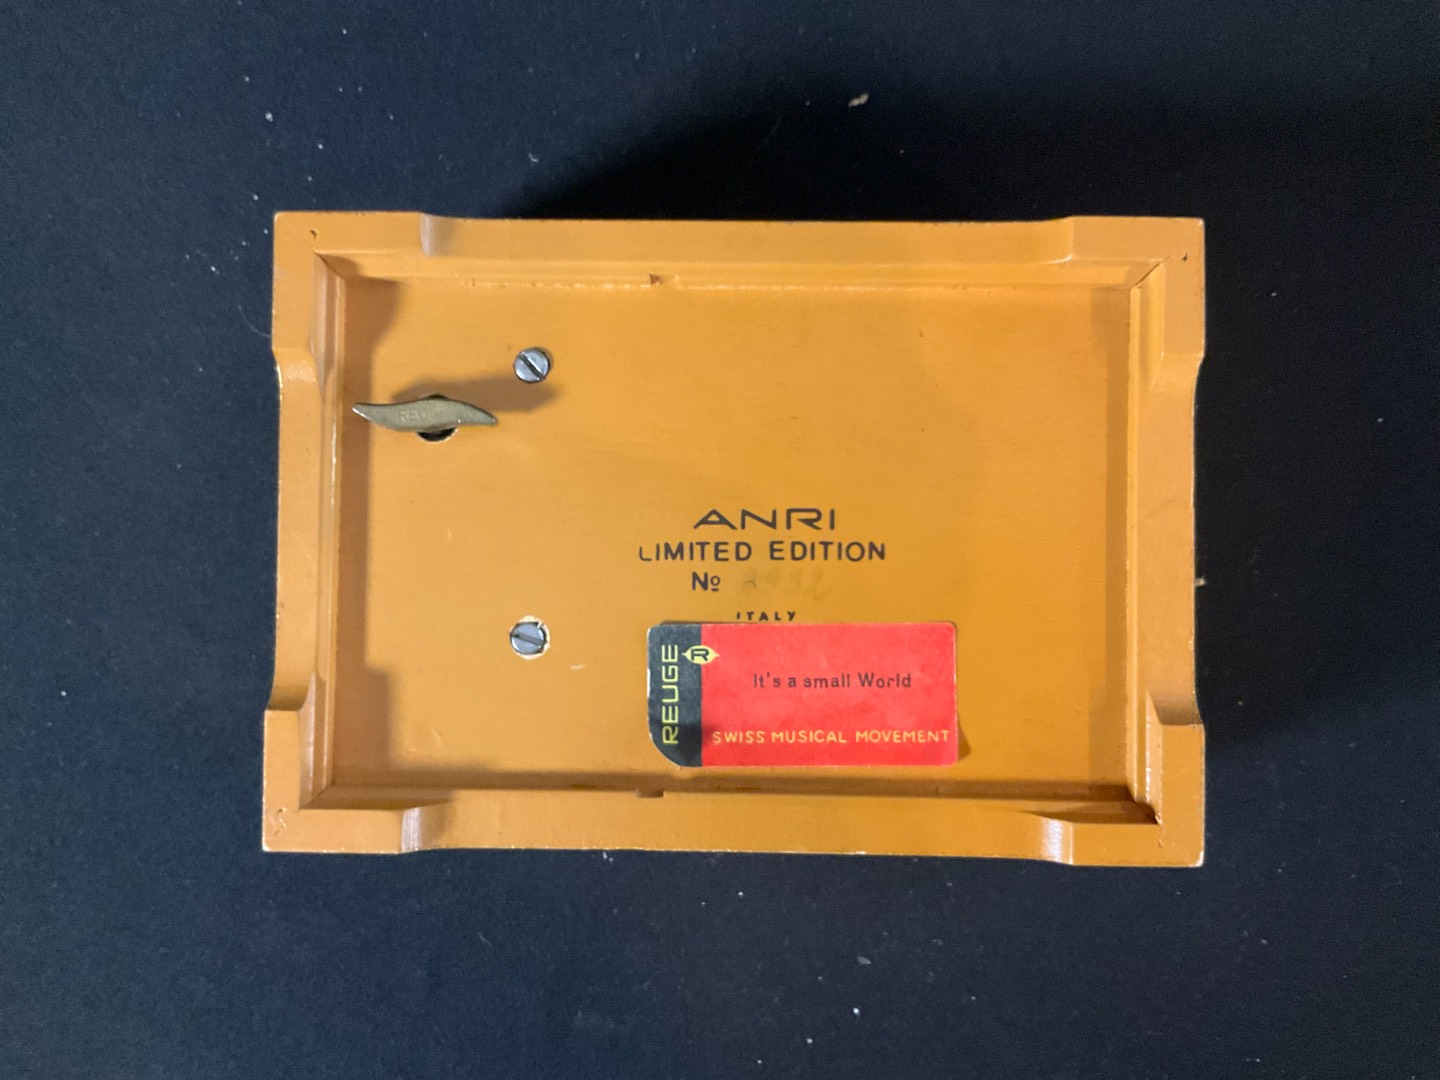 ANRI
LIMITED EDITION
Nº
ITALY
REUGE
R
It's a small World
SWISS MUSICAL MOVEMENT